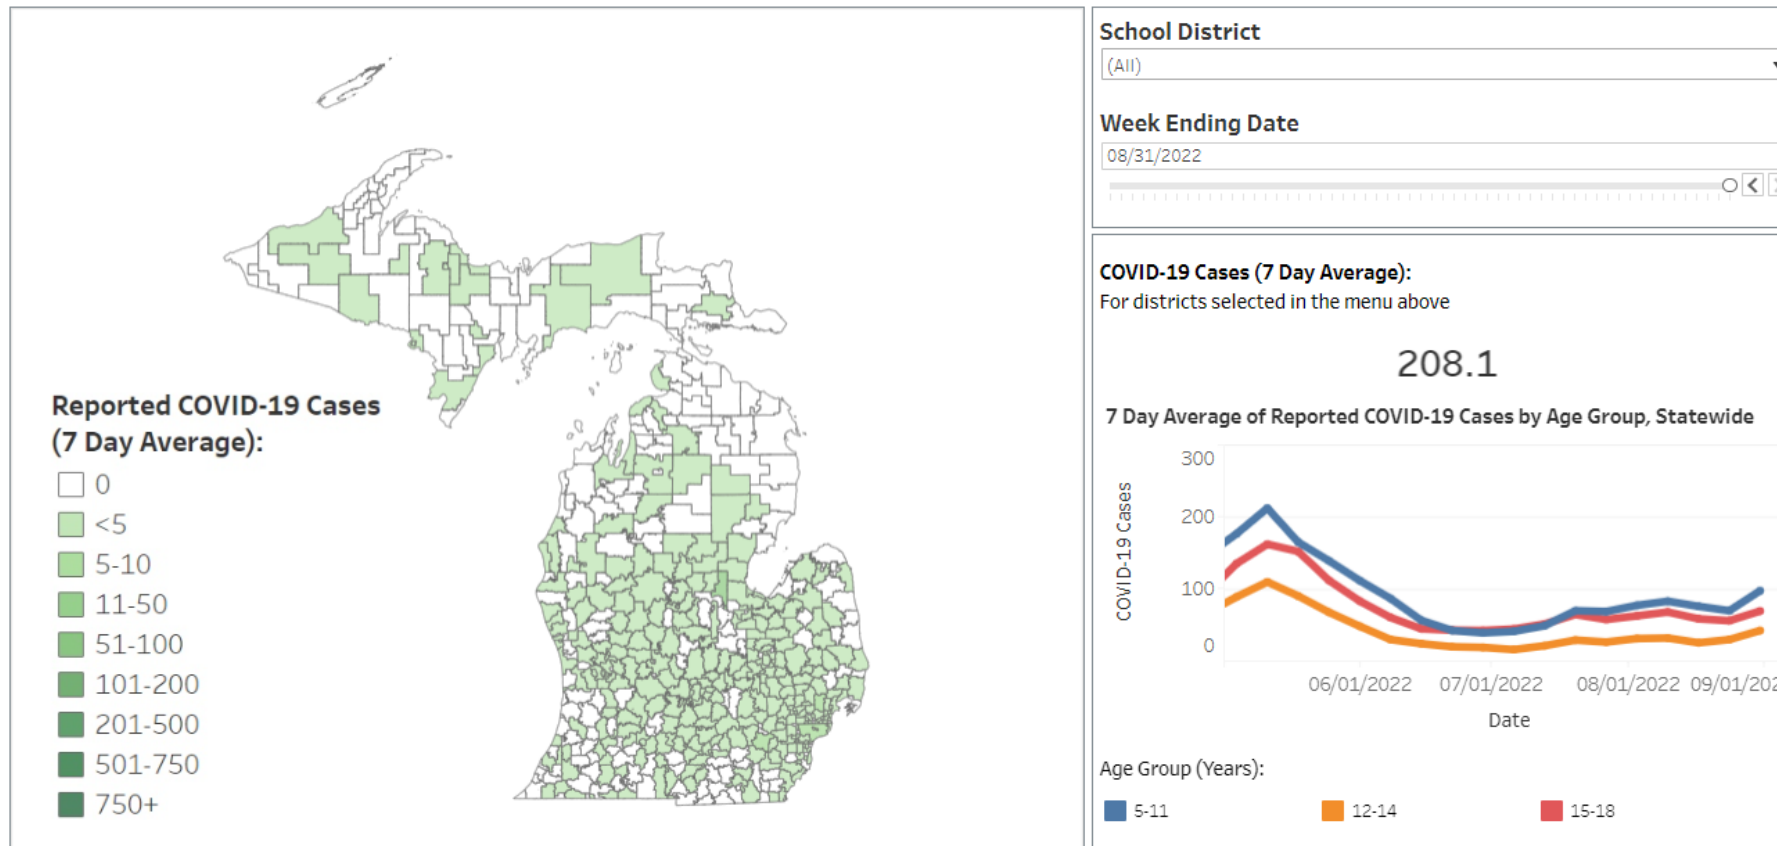 Reported COVID-19 Cases
(7 Day Average):
0
<5
5-10
11-50
51-100
101-200
201-500
501-750
750+
School District
(All)
Week Ending Date
08/31/2022
COVID-19 Cases (7 Day Average):
For districts selected in the menu above
208.1
7 Day Average of Reported COVID-19 Cases by Age Group, Statewide
COVID-19 Cases
300
200
100
0
06/01/2022 07/01/2022 08/01/2022 09/01/202
Date
Age Group (Years):
5-11 12-14 15-18